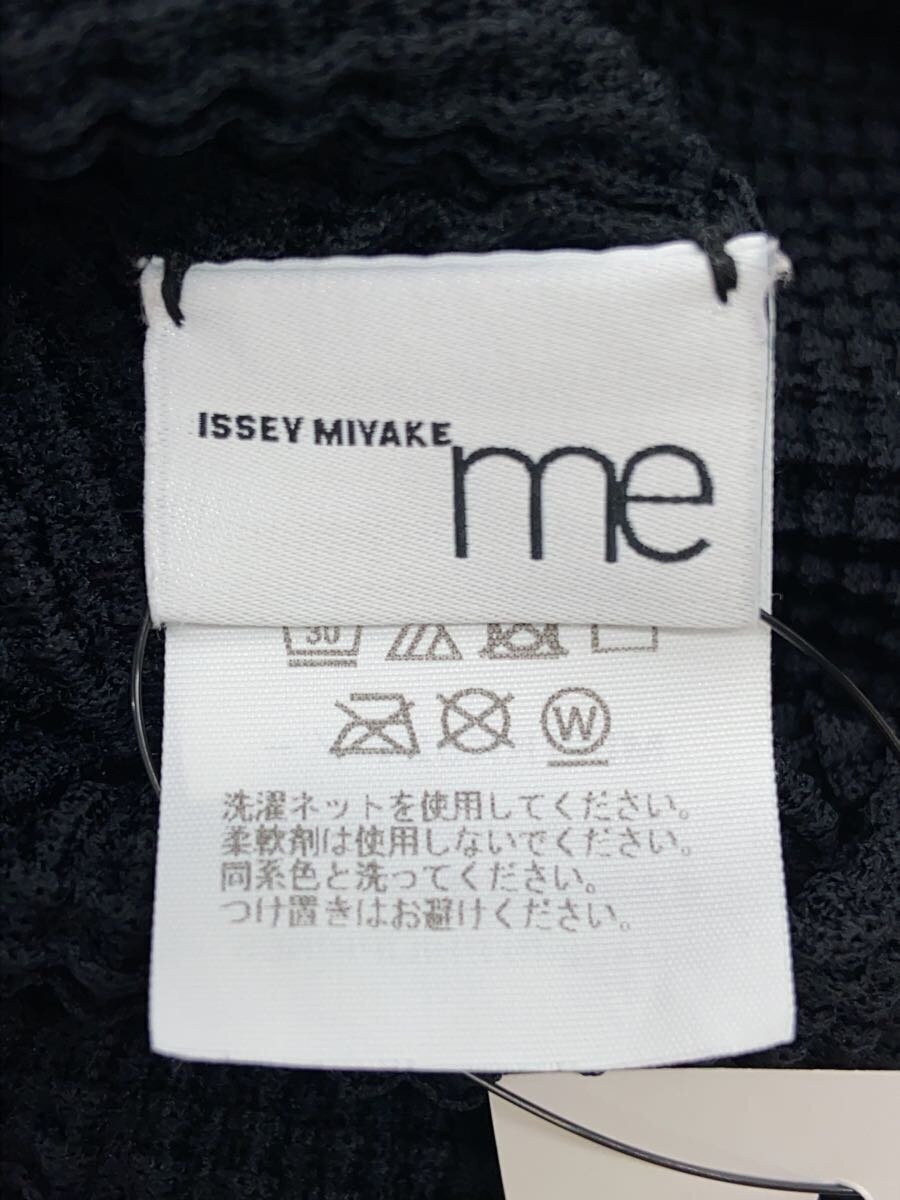 ISSEY MIYAKE
me
30
W
洗濯ネットを使用してください。
柔軟剤は使用しないでください。
同系色と洗ってください。
つけ置きはお避けください。